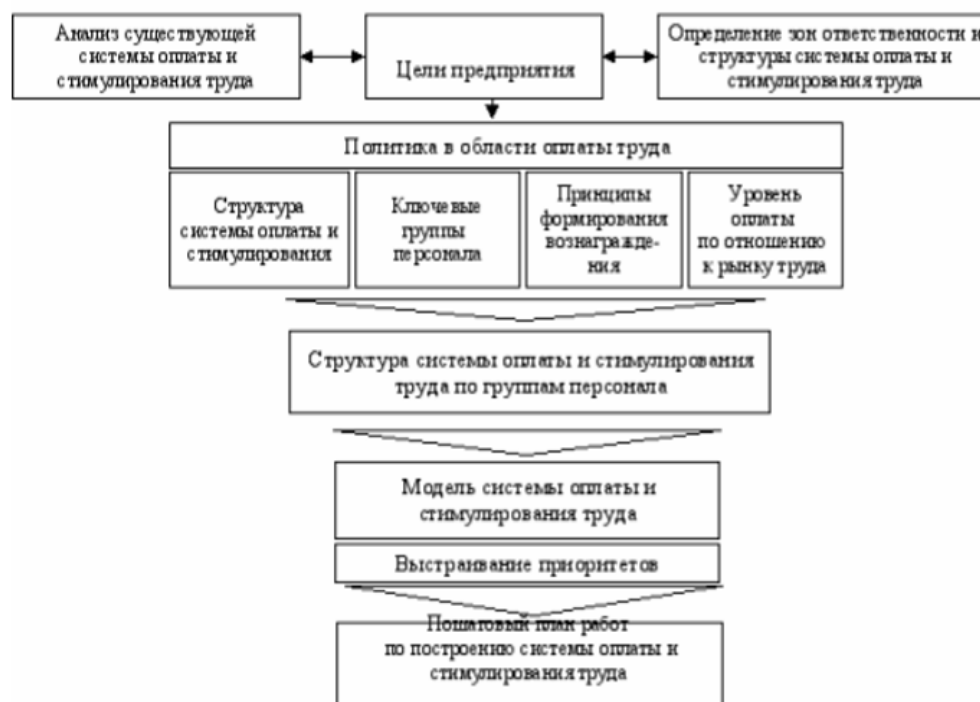 Анализ существующей
системы оплаты и
стимулирования труда
Цели предприятия
Определение зон ответственности и
структуры системы оплаты и
стимулирования труда
Политика в области оплаты труда
Структура
системы оплаты и
стимулирования
Ключевые
группы
персонала
Принципы
формирования
вознагражде-
ния
Уровень
оплаты
по отношению
к рынку труда
Структура системы оплаты и стимулирования
труда по группам персонала
Модель системы оплаты и
стимулирования труда
Выстраивание приоритетов
Пошаговый план работ
по построению системы оплаты и
стимулирования труда